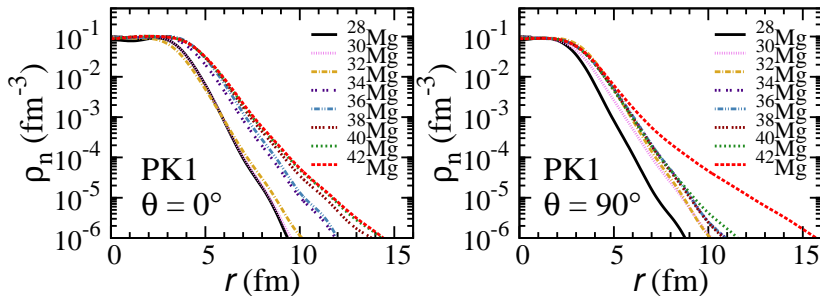 10⁻¹
10⁻²
10⁻³
10⁻⁴
10⁻⁵
10⁻⁶
ρₙ (fm⁻³)
²⁸Mg
³⁰Mg
³²Mg
³⁴Mg
³⁶Mg
³⁸Mg
⁴⁰Mg
⁴²Mg
PK1
θ = 0°
0 5 10 15
r (fm)
10⁻¹
10⁻²
10⁻³
10⁻⁴
10⁻⁵
10⁻⁶
ρₙ (fm⁻³)
²⁸Mg
³⁰Mg
³²Mg
³⁴Mg
³⁶Mg
³⁸Mg
⁴⁰Mg
⁴²Mg
PK1
θ = 90°
0 5 10 15
r (fm)